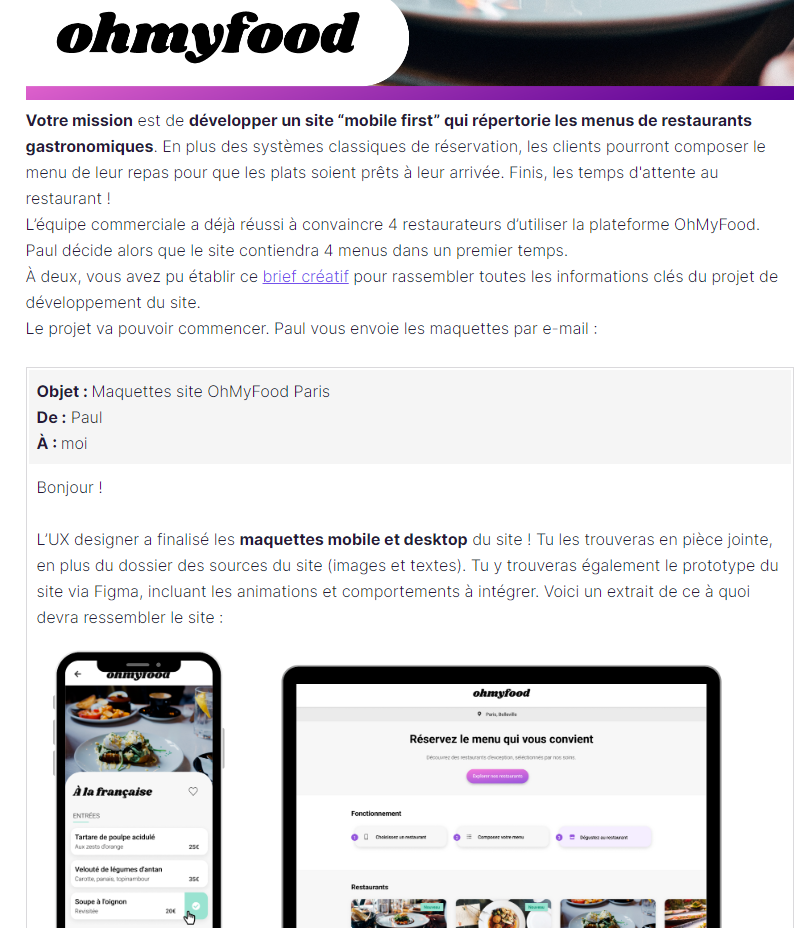 ohmyfood
Votre mission est de développer un site “mobile first” qui répertorie les menus de restaurants
gastronomiques. En plus des systèmes classiques de réservation, les clients pourront composer le
menu de leur repas pour que les plats soient prêts à leur arrivée. Finis, les temps d'attente au
restaurant !
L’équipe commerciale a déjà réussi à convaincre 4 restaurateurs d’utiliser la plateforme OhMyFood.
Paul décide alors que le site contiendra 4 menus dans un premier temps.
À deux, vous avez pu établir ce brief créatif pour rassembler toutes les informations clés du projet de
développement du site.
Le projet va pouvoir commencer. Paul vous envoie les maquettes par e-mail :
Objet : Maquettes site OhMyFood Paris
De : Paul
À : moi
Bonjour !
L’UX designer a finalisé les maquettes mobile et desktop du site ! Tu les trouveras en pièce jointe,
en plus du dossier des sources du site (images et textes). Tu y trouveras également le prototype du
site via Figma, incluant les animations et comportements à intégrer. Voici un extrait de ce à quoi
devra ressembler le site :
ohmyfood
À la française
ENTRÉES
Tartare de poulpe acidulé
Aux zests d'orange 25€
Velouté de légumes d'antan
Carotte, panais, topinambour 35€
Soupe à l'oignon
Revisitée 20€
ohmyfood
Paris, Belleville
Réservez le menu qui vous convient
Découvrez des restaurants d'exception, sélectionnés par nos soins.
Explorer nos restaurants
Fonctionnement
1 Choisissez un restaurant
2 Composez votre menu
3 Dégustez au restaurant
Restaurants
Nouveau
Nouveau